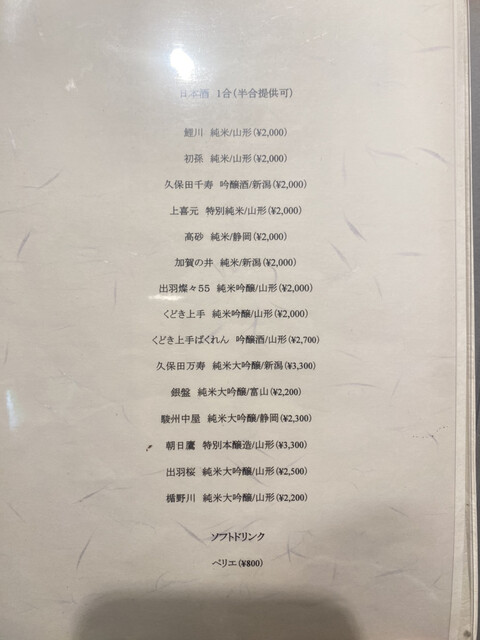 日本酒 1合(半合提供可)
鯉川 純米/山形(¥2,000)
初孫 純米/山形(¥2,000)
久保田千寿 吟醸酒/新潟(¥2,000)
上喜元 特別純米/山形(¥2,000)
高砂 純米/静岡(¥2,000)
加賀の井 純米/新潟(¥2,000)
出羽燦々55 純米吟醸/山形(¥2,000)
くどき上手 純米吟醸/山形(¥2,000)
くどき上手ばくれん 吟醸酒/山形(¥2,700)
久保田万寿 純米大吟醸/新潟(¥3,300)
銀盤 純米大吟醸/富山(¥2,200)
駿州中屋 純米大吟醸/静岡(¥2,300)
朝日鷹 特別本醸造/山形(¥3,300)
出羽桜 純米大吟醸/山形(¥2,500)
楯野川 純米大吟醸/山形(¥2,200)
ソフトドリンク
ペリエ(¥800)